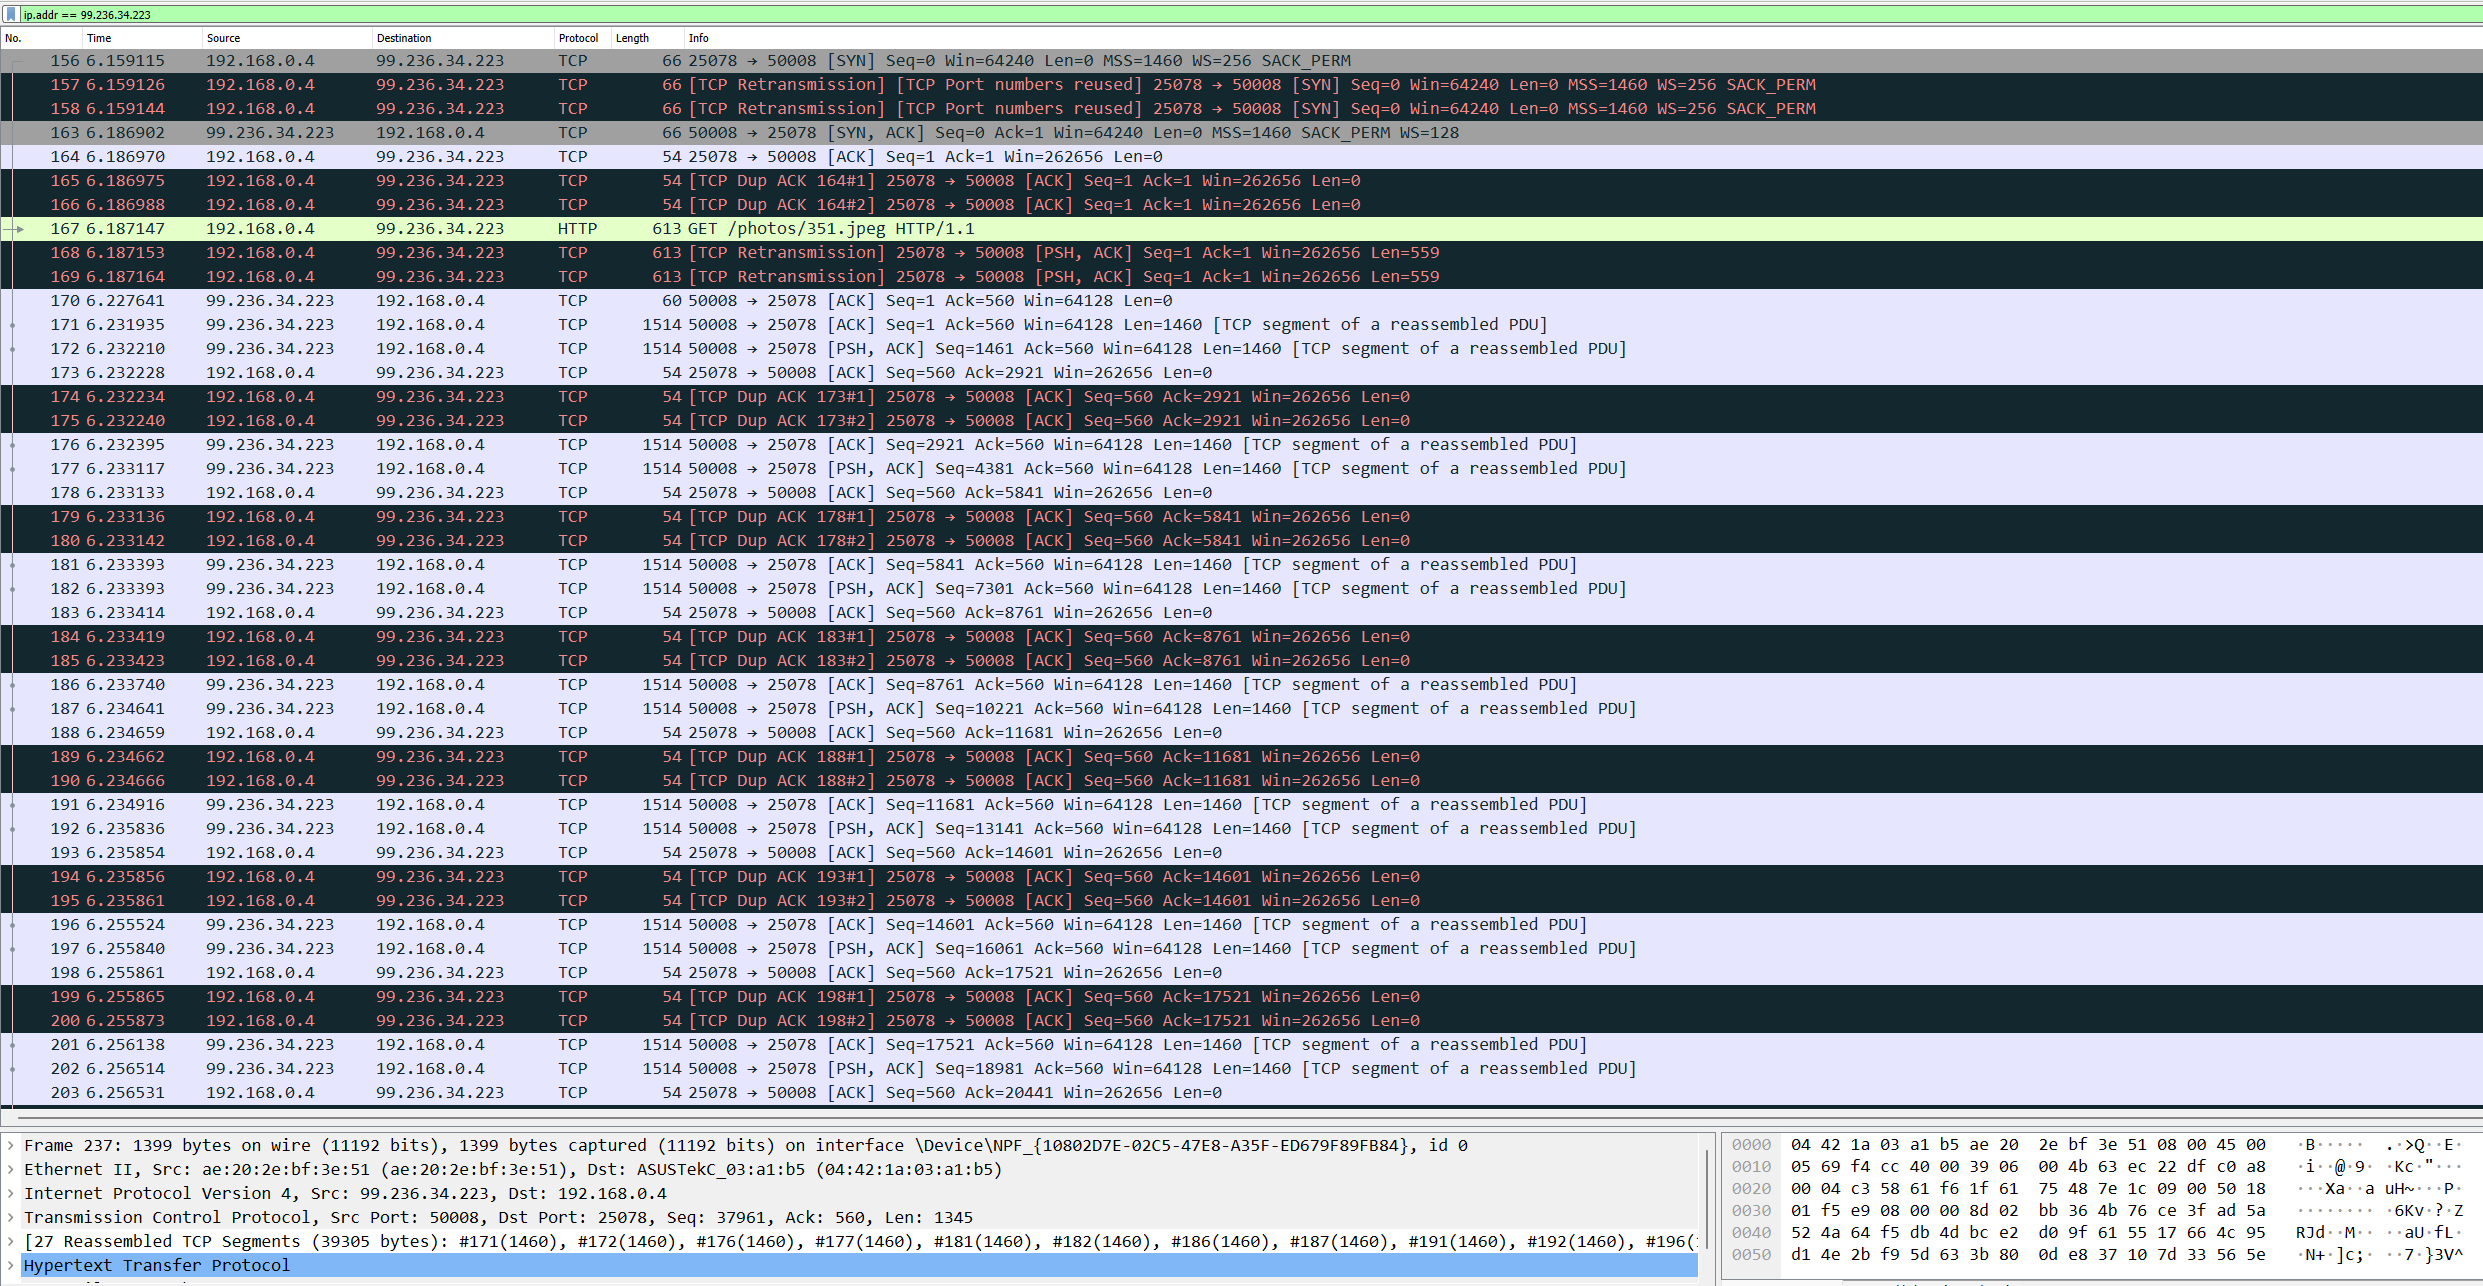 ip.addr == 99.236.34.223
No. Time Source Destination Protocol Length Info
156 6.159115 192.168.0.4 99.236.34.223 TCP 66 25078 → 50008 [SYN] Seq=0 Win=64240 Len=0 MSS=1460 WS=256 SACK_PERM
157 6.159126 192.168.0.4 99.236.34.223 TCP 66 [TCP Retransmission] [TCP Port numbers reused] 25078 → 50008 [SYN] Seq=0 Win=64240 Len=0 MSS=1460 WS=256 SACK_PERM
158 6.159144 192.168.0.4 99.236.34.223 TCP 66 [TCP Retransmission] [TCP Port numbers reused] 25078 → 50008 [SYN] Seq=0 Win=64240 Len=0 MSS=1460 WS=256 SACK_PERM
163 6.186902 99.236.34.223 192.168.0.4 TCP 66 50008 → 25078 [SYN, ACK] Seq=0 Ack=1 Win=64240 Len=0 MSS=1460 SACK_PERM WS=128
164 6.186970 192.168.0.4 99.236.34.223 TCP 54 25078 → 50008 [ACK] Seq=1 Ack=1 Win=262656 Len=0
165 6.186975 192.168.0.4 99.236.34.223 TCP 54 [TCP Dup ACK 164#1] 25078 → 50008 [ACK] Seq=1 Ack=1 Win=262656 Len=0
166 6.186988 192.168.0.4 99.236.34.223 TCP 54 [TCP Dup ACK 164#2] 25078 → 50008 [ACK] Seq=1 Ack=1 Win=262656 Len=0
167 6.187147 192.168.0.4 99.236.34.223 HTTP 613 GET /photos/351.jpeg HTTP/1.1
168 6.187153 192.168.0.4 99.236.34.223 TCP 613 [TCP Retransmission] 25078 → 50008 [PSH, ACK] Seq=1 Ack=1 Win=262656 Len=559
169 6.187164 192.168.0.4 99.236.34.223 TCP 613 [TCP Retransmission] 25078 → 50008 [PSH, ACK] Seq=1 Ack=1 Win=262656 Len=559
170 6.227641 99.236.34.223 192.168.0.4 TCP 60 50008 → 25078 [ACK] Seq=1 Ack=560 Win=64128 Len=0
171 6.231935 99.236.34.223 192.168.0.4 TCP 1514 50008 → 25078 [ACK] Seq=1 Ack=560 Win=64128 Len=1460 [TCP segment of a reassembled PDU]
172 6.232210 99.236.34.223 192.168.0.4 TCP 1514 50008 → 25078 [PSH, ACK] Seq=1461 Ack=560 Win=64128 Len=1460 [TCP segment of a reassembled PDU]
173 6.232228 192.168.0.4 99.236.34.223 TCP 54 25078 → 50008 [ACK] Seq=560 Ack=2921 Win=262656 Len=0
174 6.232234 192.168.0.4 99.236.34.223 TCP 54 [TCP Dup ACK 173#1] 25078 → 50008 [ACK] Seq=560 Ack=2921 Win=262656 Len=0
175 6.232240 192.168.0.4 99.236.34.223 TCP 54 [TCP Dup ACK 173#2] 25078 → 50008 [ACK] Seq=560 Ack=2921 Win=262656 Len=0
176 6.232395 99.236.34.223 192.168.0.4 TCP 1514 50008 → 25078 [ACK] Seq=2921 Ack=560 Win=64128 Len=1460 [TCP segment of a reassembled PDU]
177 6.233117 99.236.34.223 192.168.0.4 TCP 1514 50008 → 25078 [PSH, ACK] Seq=4381 Ack=560 Win=64128 Len=1460 [TCP segment of a reassembled PDU]
178 6.233133 192.168.0.4 99.236.34.223 TCP 54 25078 → 50008 [ACK] Seq=560 Ack=5841 Win=262656 Len=0
179 6.233136 192.168.0.4 99.236.34.223 TCP 54 [TCP Dup ACK 178#1] 25078 → 50008 [ACK] Seq=560 Ack=5841 Win=262656 Len=0
180 6.233142 192.168.0.4 99.236.34.223 TCP 54 [TCP Dup ACK 178#2] 25078 → 50008 [ACK] Seq=560 Ack=5841 Win=262656 Len=0
181 6.233393 99.236.34.223 192.168.0.4 TCP 1514 50008 → 25078 [ACK] Seq=5841 Ack=560 Win=64128 Len=1460 [TCP segment of a reassembled PDU]
182 6.233393 99.236.34.223 192.168.0.4 TCP 1514 50008 → 25078 [PSH, ACK] Seq=7301 Ack=560 Win=64128 Len=1460 [TCP segment of a reassembled PDU]
183 6.233414 192.168.0.4 99.236.34.223 TCP 54 25078 → 50008 [ACK] Seq=560 Ack=8761 Win=262656 Len=0
184 6.233419 192.168.0.4 99.236.34.223 TCP 54 [TCP Dup ACK 183#1] 25078 → 50008 [ACK] Seq=560 Ack=8761 Win=262656 Len=0
185 6.233423 192.168.0.4 99.236.34.223 TCP 54 [TCP Dup ACK 183#2] 25078 → 50008 [ACK] Seq=560 Ack=8761 Win=262656 Len=0
186 6.233740 99.236.34.223 192.168.0.4 TCP 1514 50008 → 25078 [ACK] Seq=8761 Ack=560 Win=64128 Len=1460 [TCP segment of a reassembled PDU]
187 6.234641 99.236.34.223 192.168.0.4 TCP 1514 50008 → 25078 [PSH, ACK] Seq=10221 Ack=560 Win=64128 Len=1460 [TCP segment of a reassembled PDU]
188 6.234659 192.168.0.4 99.236.34.223 TCP 54 25078 → 50008 [ACK] Seq=560 Ack=11681 Win=262656 Len=0
189 6.234662 192.168.0.4 99.236.34.223 TCP 54 [TCP Dup ACK 188#1] 25078 → 50008 [ACK] Seq=560 Ack=11681 Win=262656 Len=0
190 6.234666 192.168.0.4 99.236.34.223 TCP 54 [TCP Dup ACK 188#2] 25078 → 50008 [ACK] Seq=560 Ack=11681 Win=262656 Len=0
191 6.234916 99.236.34.223 192.168.0.4 TCP 1514 50008 → 25078 [ACK] Seq=11681 Ack=560 Win=64128 Len=1460 [TCP segment of a reassembled PDU]
192 6.235836 99.236.34.223 192.168.0.4 TCP 1514 50008 → 25078 [PSH, ACK] Seq=13141 Ack=560 Win=64128 Len=1460 [TCP segment of a reassembled PDU]
193 6.235854 192.168.0.4 99.236.34.223 TCP 54 25078 → 50008 [ACK] Seq=560 Ack=14601 Win=262656 Len=0
194 6.235856 192.168.0.4 99.236.34.223 TCP 54 [TCP Dup ACK 193#1] 25078 → 50008 [ACK] Seq=560 Ack=14601 Win=262656 Len=0
195 6.235861 192.168.0.4 99.236.34.223 TCP 54 [TCP Dup ACK 193#2] 25078 → 50008 [ACK] Seq=560 Ack=14601 Win=262656 Len=0
196 6.255524 99.236.34.223 192.168.0.4 TCP 1514 50008 → 25078 [ACK] Seq=14601 Ack=560 Win=64128 Len=1460 [TCP segment of a reassembled PDU]
197 6.255840 99.236.34.223 192.168.0.4 TCP 1514 50008 → 25078 [PSH, ACK] Seq=16061 Ack=560 Win=64128 Len=1460 [TCP segment of a reassembled PDU]
198 6.255861 192.168.0.4 99.236.34.223 TCP 54 25078 → 50008 [ACK] Seq=560 Ack=17521 Win=262656 Len=0
199 6.255865 192.168.0.4 99.236.34.223 TCP 54 [TCP Dup ACK 198#1] 25078 → 50008 [ACK] Seq=560 Ack=17521 Win=262656 Len=0
200 6.255873 192.168.0.4 99.236.34.223 TCP 54 [TCP Dup ACK 198#2] 25078 → 50008 [ACK] Seq=560 Ack=17521 Win=262656 Len=0
201 6.256138 99.236.34.223 192.168.0.4 TCP 1514 50008 → 25078 [ACK] Seq=17521 Ack=560 Win=64128 Len=1460 [TCP segment of a reassembled PDU]
202 6.256514 99.236.34.223 192.168.0.4 TCP 1514 50008 → 25078 [PSH, ACK] Seq=18981 Ack=560 Win=64128 Len=1460 [TCP segment of a reassembled PDU]
203 6.256531 192.168.0.4 99.236.34.223 TCP 54 25078 → 50008 [ACK] Seq=560 Ack=20441 Win=262656 Len=0
Frame 237: 1399 bytes on wire (11192 bits), 1399 bytes captured (11192 bits) on interface \Device\NPF_{10802D7E-02C5-47E8-A35F-ED679F89FB84}, id 0
Ethernet II, Src: ae:20:2e:bf:3e:51 (ae:20:2e:bf:3e:51), Dst: ASUSTekC_03:a1:b5 (04:42:1a:03:a1:b5)
Internet Protocol Version 4, Src: 99.236.34.223, Dst: 192.168.0.4
Transmission Control Protocol, Src Port: 50008, Dst Port: 25078, Seq: 37961, Ack: 560, Len: 1345
[27 Reassembled TCP Segments (39305 bytes): #171(1460), #172(1460), #176(1460), #177(1460), #181(1460), #182(1460), #186(1460), #187(1460), #191(1460), #192(1460), #196(
Hypertext Transfer Protocol
0000 04 42 1a 03 a1 b5 ae 20 2e bf 3e 51 08 00 45 00 ·B····· .·>Q··E·
0010 05 69 f4 cc 40 00 39 06 00 4b 63 ec 22 df c0 a8 ·i··@·9· ·Kc·"···
0020 00 04 c3 58 61 f6 1f 61 75 48 7e 1c 09 00 50 18 ···Xa··a uH~···P·
0030 01 f5 e9 08 00 00 8d 02 bb 36 4b 76 ce 3f ad 5a ········ ·6Kv·?·Z
0040 52 4a 64 f5 db 4d bc e2 d0 9f 61 55 17 66 4c 95 RJd··M·· ··aU·fL·
0050 d1 4e 2b f9 5d 63 3b 80 0d e8 37 10 7d 33 56 5e ·N+·]c;· ··7·}3V^